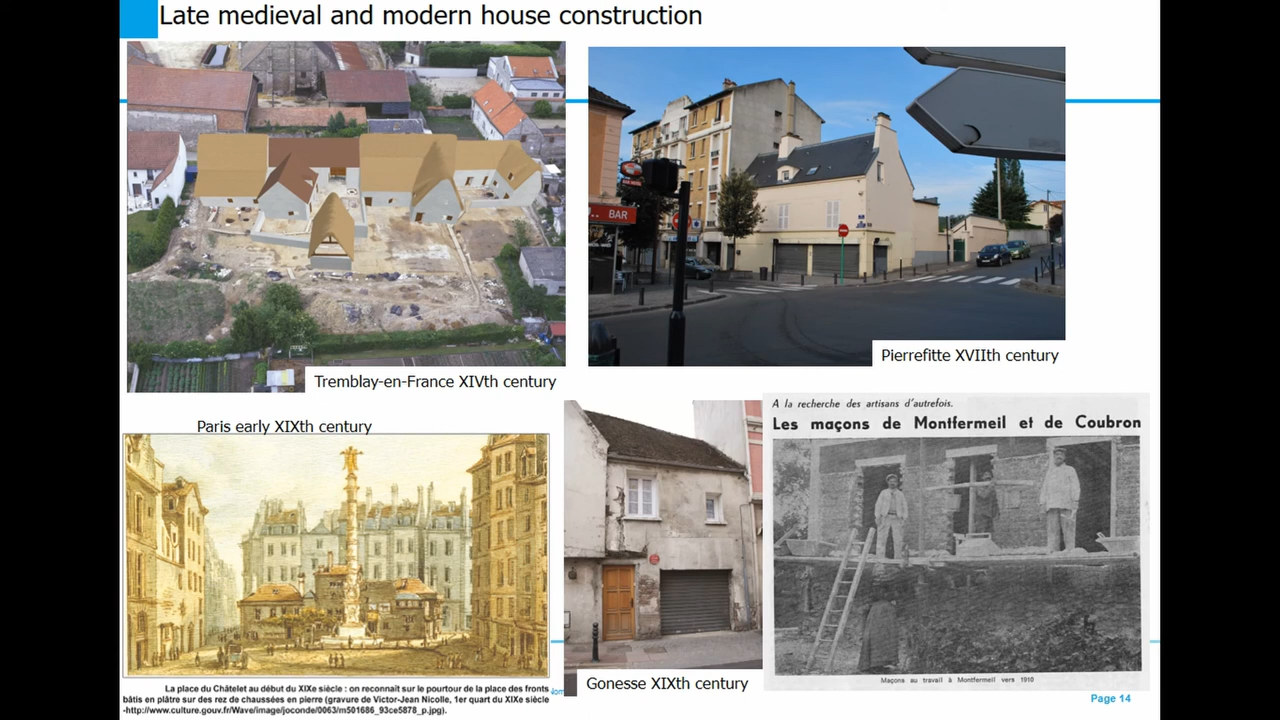 Late medieval and modern house construction
BAR
Pierrefitte XVIIth century
Tremblay-en-France XIVth century
A la recherche des artisans d'autrefois.
Les maçons de Montfermeil et de Coubron
Paris early XIXth century
Maçons au travail à Montfermeil vers 1910
Gonesse XIXth century
La place du Châtelet au début du XIXe siècle : on reconnaît sur le pourtour de la place des fronts
bâtis en plâtre sur des rez de chaussées en pierre (gravure de Victor-Jean Nicolle, 1er quart du XIXe siècle
-http://www.culture.gouv.fr/Wave/image/joconde/0063/m501686_93ce5878_p.jpg).
Page 14